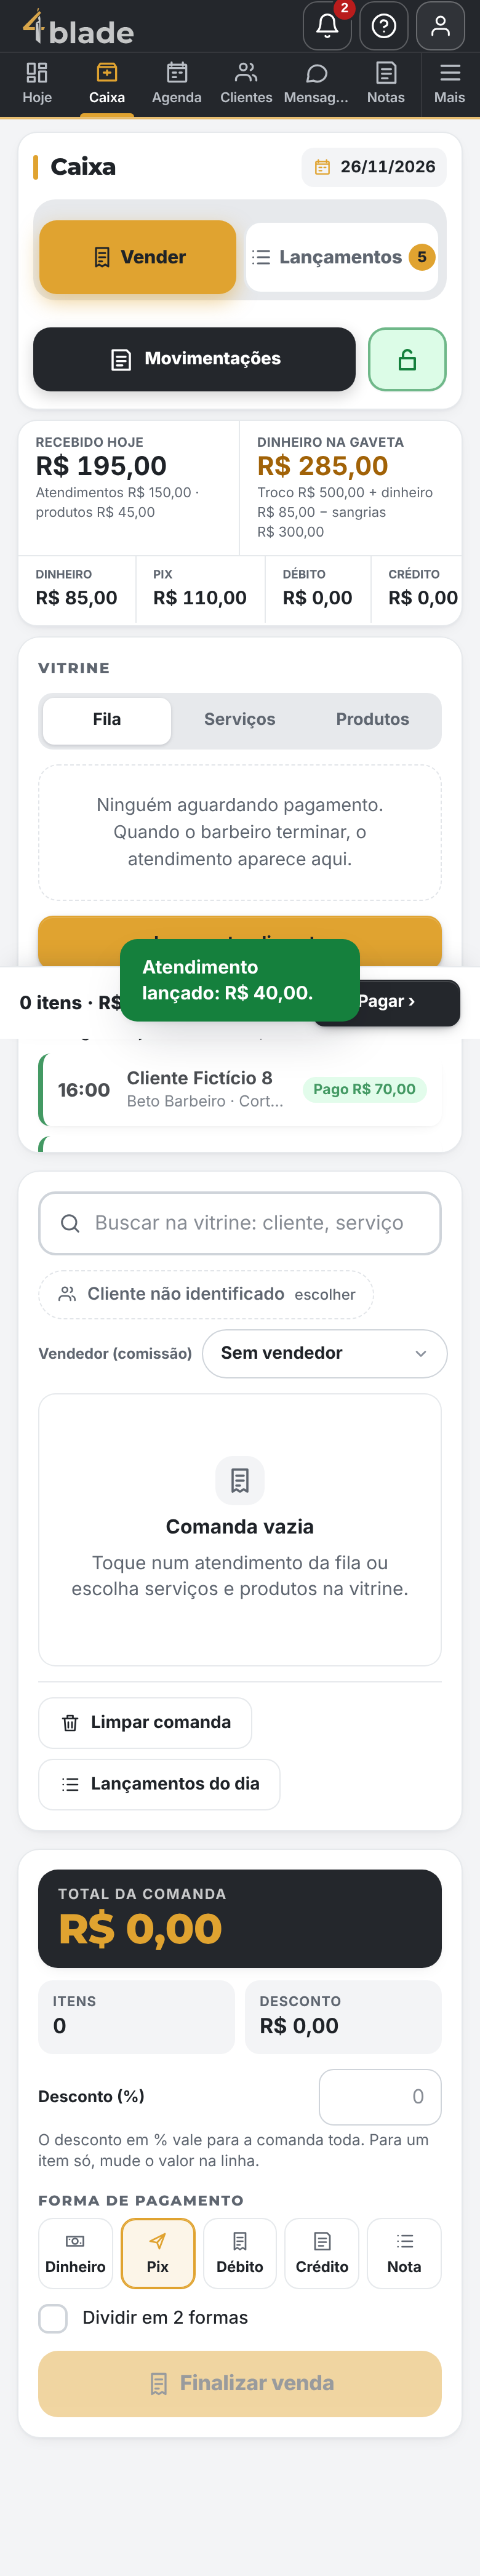 4blade
2
Hoje
Caixa
Agenda
Clientes
Mensag...
Notas
Mais
Caixa
26/11/2026
Vender
Lançamentos 5
Movimentações
RECEBIDO HOJE
R$ 195,00
Atendimentos R$ 150,00 ·
produtos R$ 45,00
DINHEIRO NA GAVETA
R$ 285,00
Troco R$ 500,00 + dinheiro
R$ 85,00 − sangrias
R$ 300,00
DINHEIRO
R$ 85,00
PIX
R$ 110,00
DÉBITO
R$ 0,00
CRÉDITO
R$ 0,00
VITRINE
Fila
Serviços
Produtos
Ninguém aguardando pagamento.
Quando o barbeiro terminar, o
atendimento aparece aqui.
Atendimento
lançado: R$ 40,00.
0 itens · R$
Pagar ›
16:00
Cliente Fictício 8
Beto Barbeiro · Cort...
Pago R$ 70,00
Buscar na vitrine: cliente, serviço
Cliente não identificado escolher
Vendedor (comissão)
Sem vendedor
Comanda vazia
Toque num atendimento da fila ou
escolha serviços e produtos na vitrine.
Limpar comanda
Lançamentos do dia
TOTAL DA COMANDA
R$ 0,00
ITENS
0
DESCONTO
R$ 0,00
Desconto (%)
0
O desconto em % vale para a comanda toda. Para um
item só, mude o valor na linha.
FORMA DE PAGAMENTO
Dinheiro
Pix
Débito
Crédito
Nota
Dividir em 2 formas
Finalizar venda